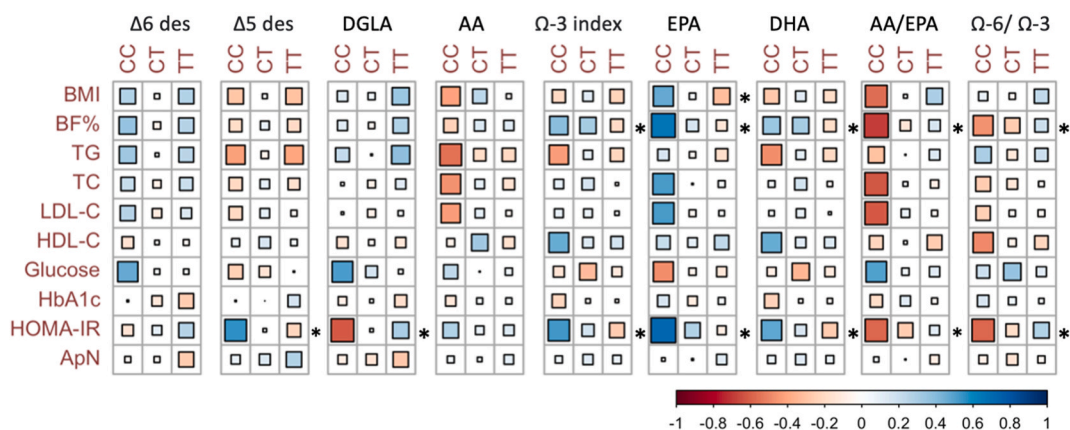 Δ6 des Δ5 des DGLA AA Ω-3 index EPA DHA AA/EPA Ω-6/ Ω-3
CC CT TT CC CT TT CC CT TT CC CT TT CC CT TT CC CT TT CC CT TT CC CT TT CC CT TT
BMI *
BF% * * * * *
TG
TC
LDL-C
HDL-C
Glucose
HbA1c
HOMA-IR * * * * * * *
ApN
-1 -0.8 -0.6 -0.4 -0.2 0 0.2 0.4 0.6 0.8 1